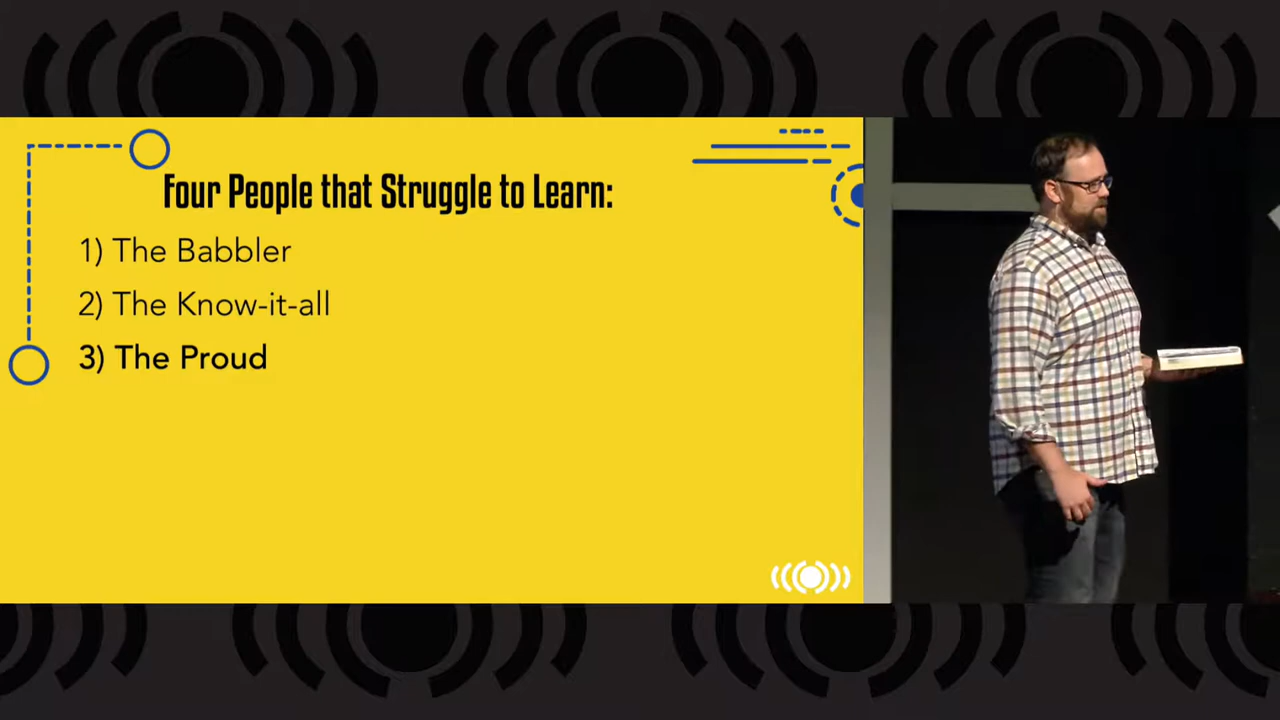 Four People that Struggle to Learn:
1) The Babbler
2) The Know-it-all
3) The Proud